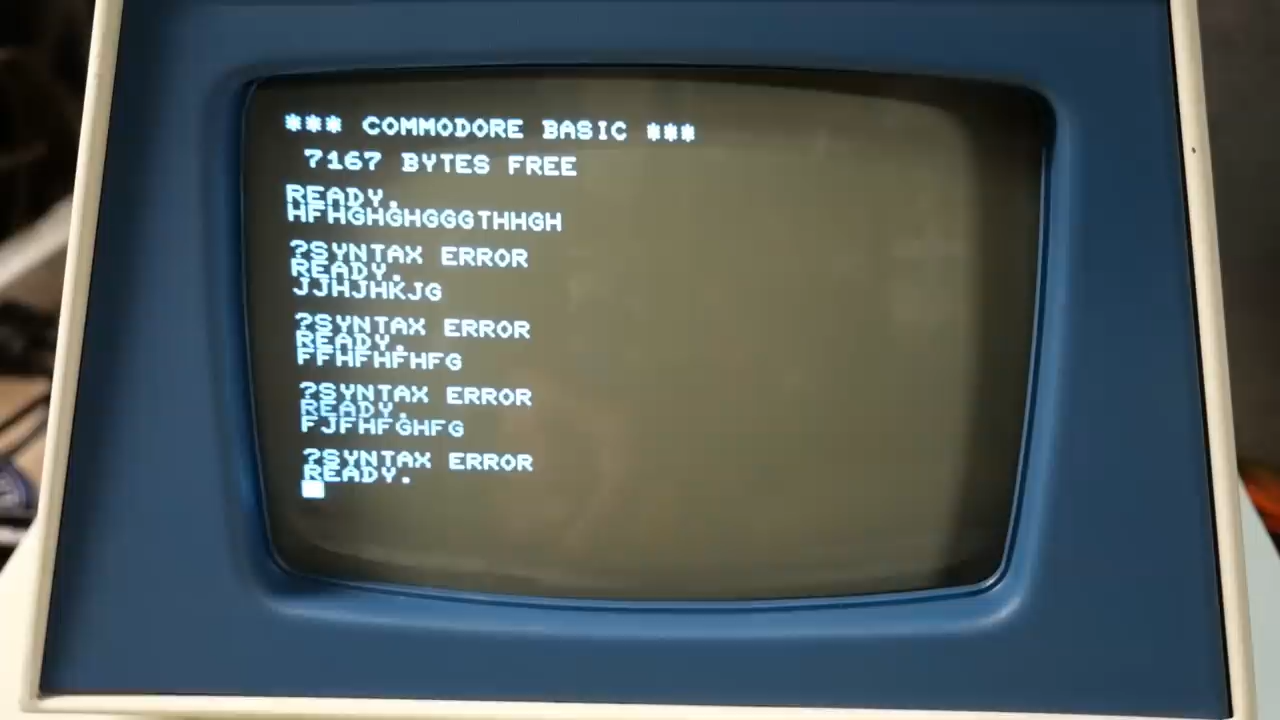 *** COMMODORE BASIC ***
7167 BYTES FREE
READY.
HFHGHGHGGGTHHGH
?SYNTAX ERROR
READY.
JJHJHKJG
?SYNTAX ERROR
READY.
FFHFHFHFG
?SYNTAX ERROR
READY.
FJFHFGHFG
?SYNTAX ERROR
READY.